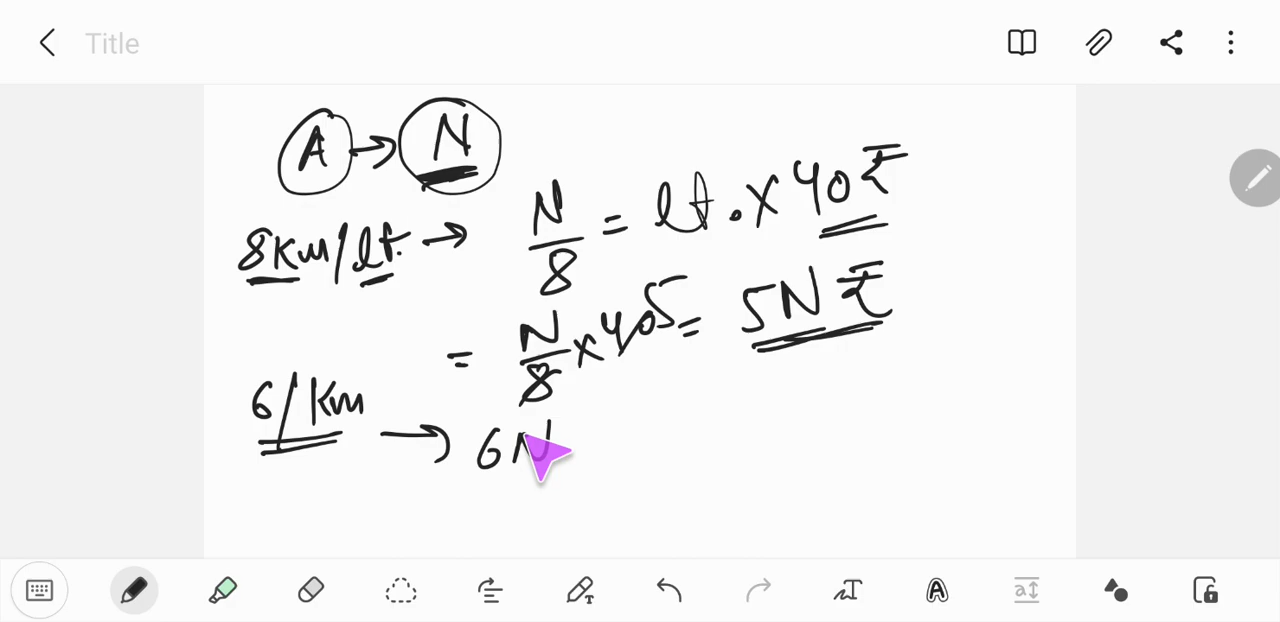 Title
A → N
8Km/lt. → N/8 = lt. x 40 ₹
= N/8 x 40 5 = 5N ₹
6/Km → 6N